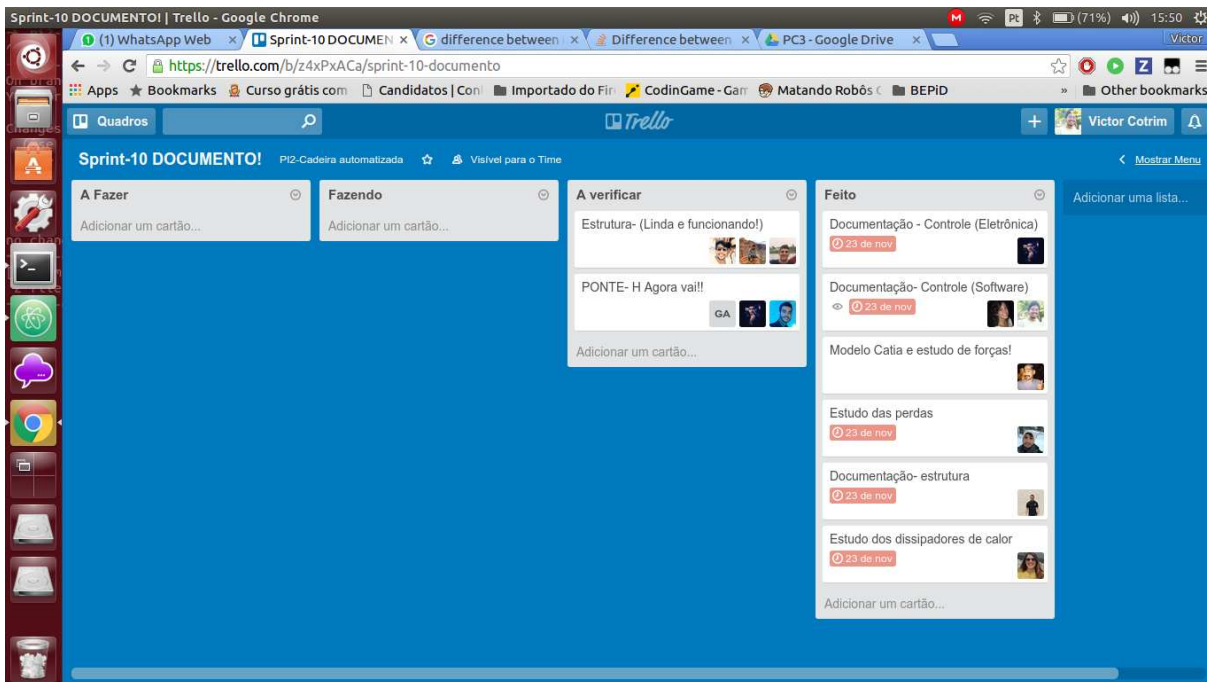 Sprint-10 DOCUMENTO! | Trello - Google Chrome
Pt (71%) 15:50
(1) WhatsApp Web × Sprint-10 DOCUMEN × difference between × Difference between × PC3 - Google Drive ×
Victor
https://trello.com/b/z4xPxACa/sprint-10-documento
Apps Bookmarks Curso grátis com Candidatos | Con Importado do Fir CodinGame - Gam Matando Robôs BEPiD » Other bookmarks
Quadros Trello + Victor Cotrim
Sprint-10 DOCUMENTO! PI2-Cadeira automatizada Visível para o Time Mostrar Menu
A Fazer
Adicionar um cartão...
Fazendo
Adicionar um cartão...
A verificar
Estrutura- (Linda e funcionando!)
PONTE- H Agora vai!!
GA
Adicionar um cartão...
Feito
Documentação - Controle (Eletrônica)
23 de nov
Documentação- Controle (Software)
23 de nov
Modelo Catia e estudo de forças!
Estudo das perdas
23 de nov
Documentação- estrutura
23 de nov
Estudo dos dissipadores de calor
23 de nov
Adicionar um cartão...
Adicionar uma lista...